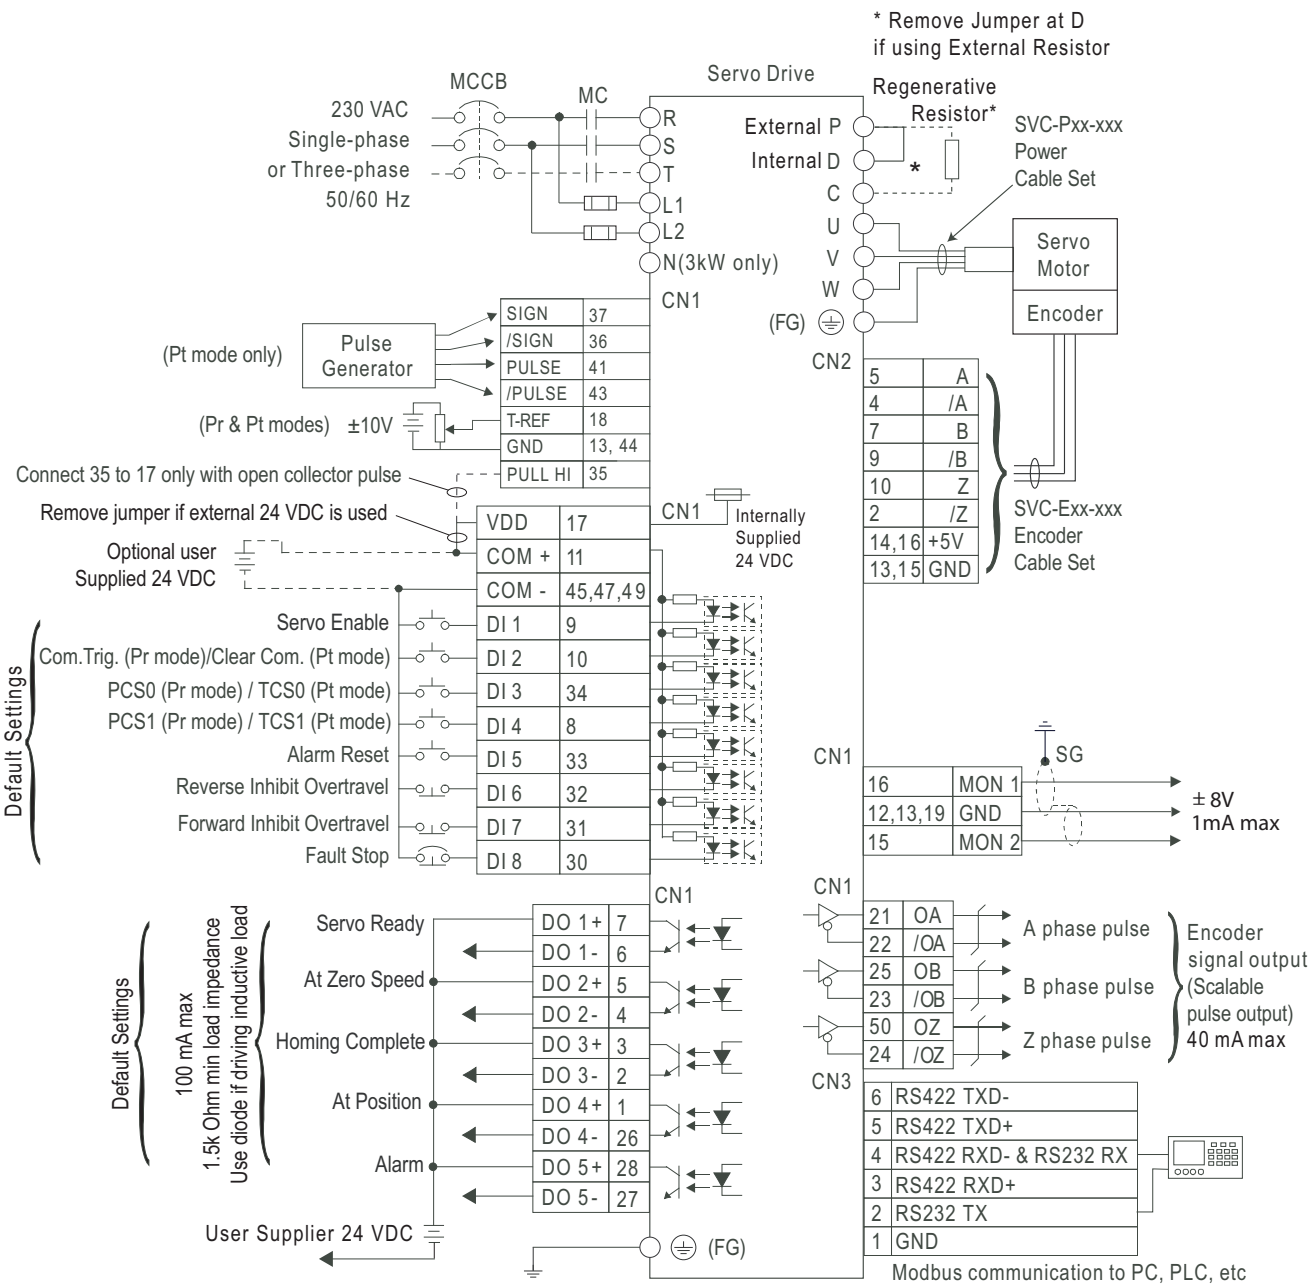 * Remove Jumper at D
if using External Resistor
MCCB
MC
Servo Drive
Regenerative
Resistor*
230 VAC
Single-phase
or Three-phase
50/60 Hz
R
S
T
L1
L2
N(3kW only)
External P
Internal D
*
C
U
V
W
(FG)
SVC-Pxx-xxx
Power
Cable Set
Servo
Motor
Encoder
CN1
(Pt mode only)
Pulse
Generator
SIGN 37
/SIGN 36
PULSE 41
/PULSE 43
(Pr & Pt modes) ±10V
T-REF 18
GND 13, 44
Connect 35 to 17 only with open collector pulse
PULL HI 35
CN2
5 A
4 /A
7 B
9 /B
10 Z
2 /Z
14,16 +5V
13,15 GND
SVC-Exx-xxx
Encoder
Cable Set
Remove jumper if external 24 VDC is used
Optional user
Supplied 24 VDC
CN1
Internally
Supplied
24 VDC
VDD 17
COM + 11
COM - 45,47,49
Default Settings
Servo Enable DI 1 9
Com.Trig. (Pr mode)/Clear Com. (Pt mode) DI 2 10
PCS0 (Pr mode) / TCS0 (Pt mode) DI 3 34
PCS1 (Pr mode) / TCS1 (Pt mode) DI 4 8
Alarm Reset DI 5 33
Reverse Inhibit Overtravel DI 6 32
Forward Inhibit Overtravel DI 7 31
Fault Stop DI 8 30
CN1
SG
16 MON 1
12,13,19 GND
15 MON 2
± 8V
1mA max
CN1
Default Settings
100 mA max
1.5k Ohm min load impedance
Use diode if driving inductive load
Servo Ready DO 1+ 7
DO 1- 6
At Zero Speed DO 2+ 5
DO 2- 4
Homing Complete DO 3+ 3
DO 3- 2
At Position DO 4+ 1
DO 4- 26
Alarm DO 5+ 28
DO 5- 27
User Supplier 24 VDC
(FG)
CN1
21 OA
22 /OA
25 OB
23 /OB
50 OZ
24 /OZ
A phase pulse
B phase pulse
Z phase pulse
Encoder
signal output
(Scalable
pulse output)
40 mA max
CN3
6 RS422 TXD-
5 RS422 TXD+
4 RS422 RXD- & RS232 RX
3 RS422 RXD+
2 RS232 TX
1 GND
Modbus communication to PC, PLC, etc